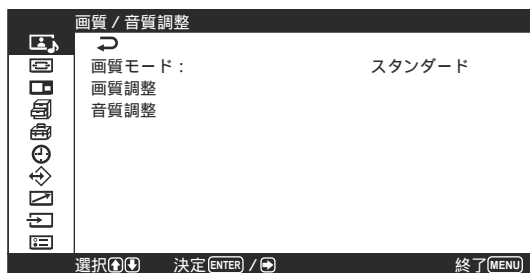 画質 / 音質調整
画質モード： スタンダード
画質調整
音質調整
選択 決定 ENTER / 終了 MENU